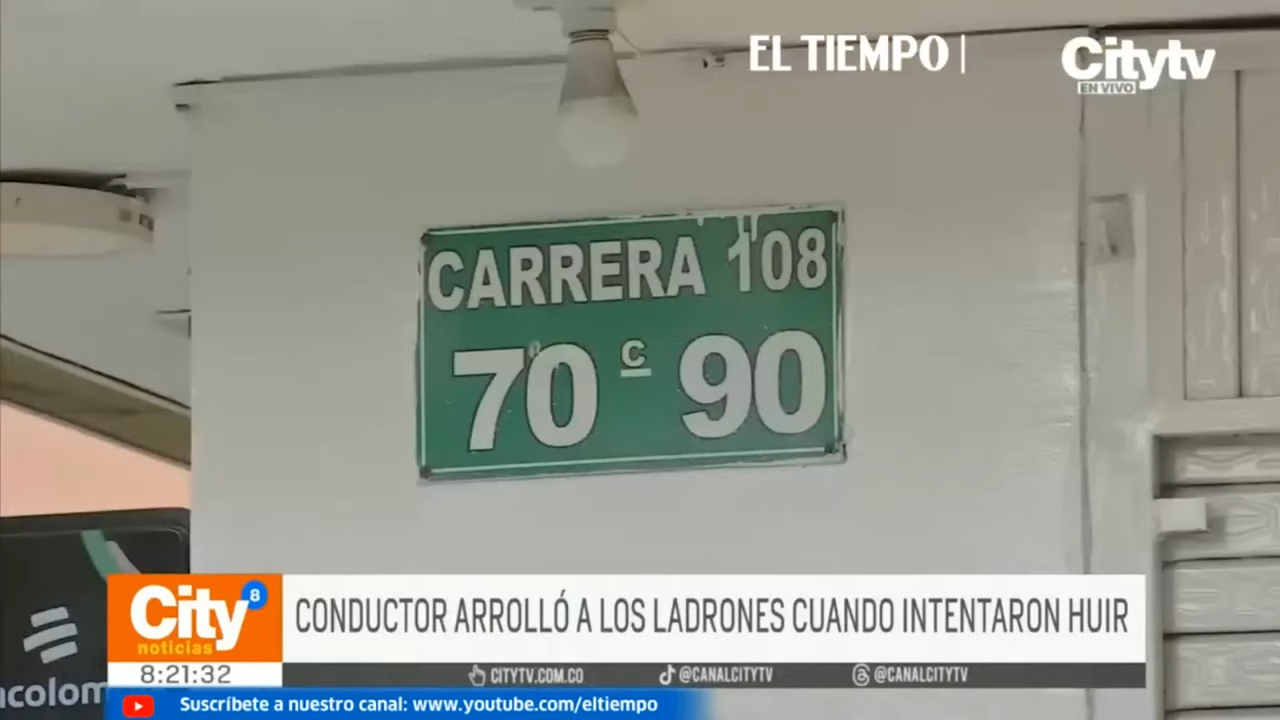 EL TIEMPO
Citytv
EN VIVO
CARRERA 108
70 c 90
City 8
noticias
CONDUCTOR ARROLLÓ A LOS LADRONES CUANDO INTENTARON HUIR
8:21:32
CITYTV.COM.CO
@CANALCITYTV
@CANALCITYTV
Suscríbete a nuestro canal: www.youtube.com/eltiempo